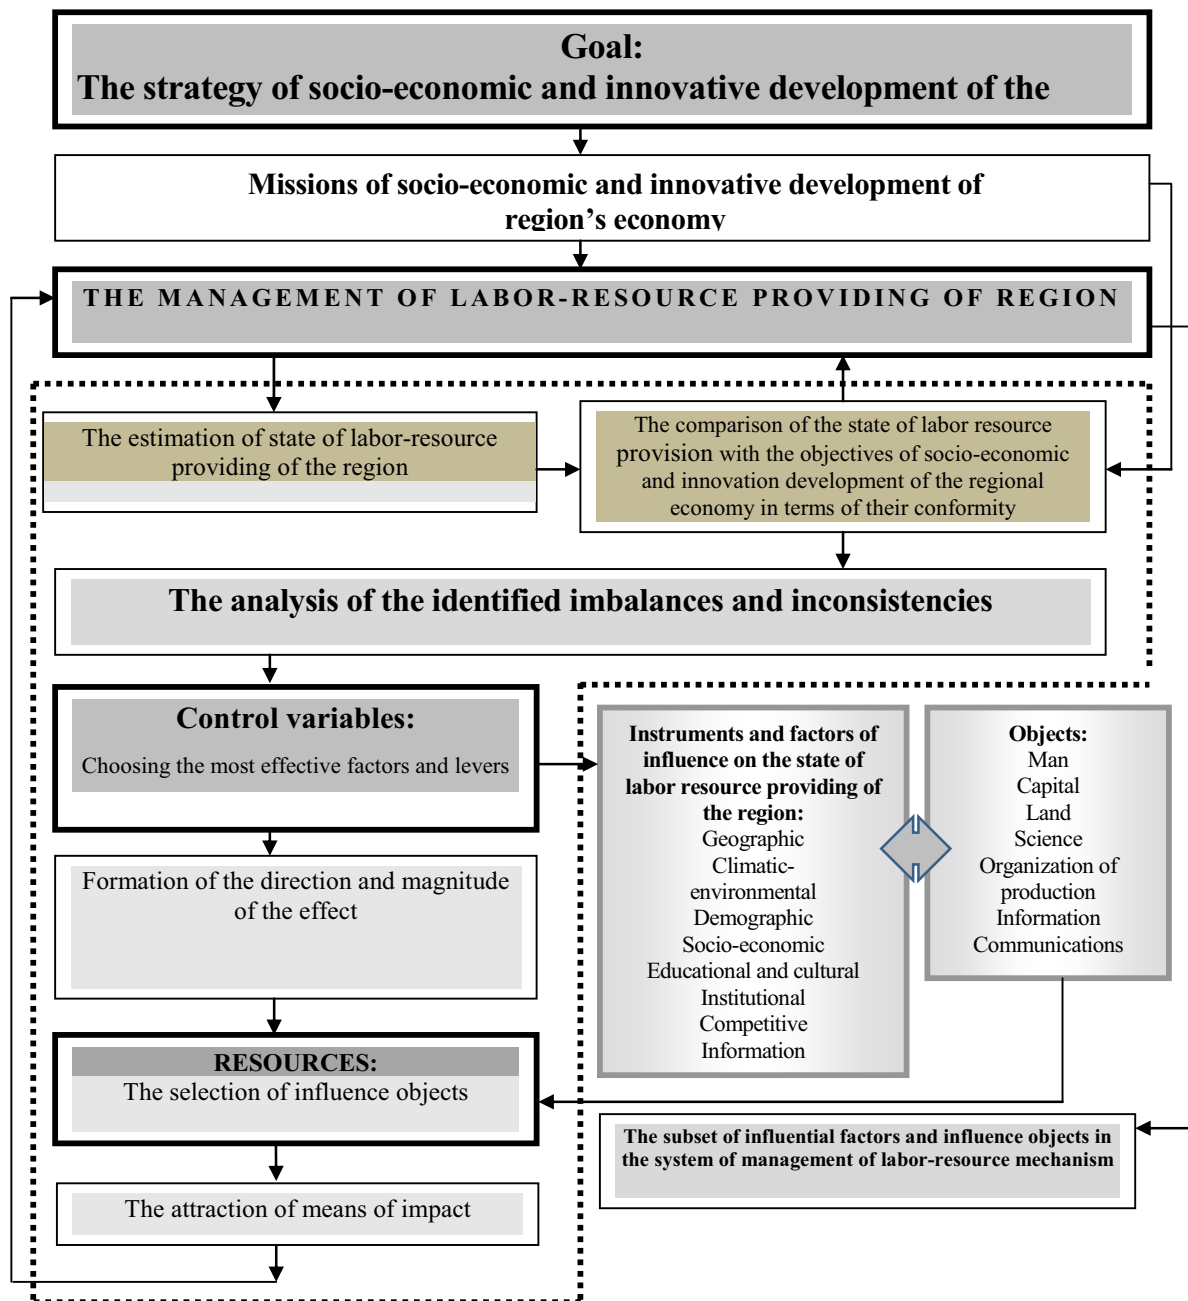 Goal:
The strategy of socio-economic and innovative development of the
Missions of socio-economic and innovative development of
region's economy
THE MANAGEMENT OF LABOR-RESOURCE PROVIDING OF REGION
The estimation of state of labor-resource
providing of the region
The comparison of the state of labor resource
provision with the objectives of socio-economic
and innovation development of the regional
economy in terms of their conformity
The analysis of the identified imbalances and inconsistencies
Control variables:
Choosing the most effective factors and levers
Instruments and factors of
influence on the state of
labor resource providing of
the region:
Geographic
Climatic-
environmental
Demographic
Socio-economic
Educational and cultural
Institutional
Competitive
Information
Objects:
Man
Capital
Land
Science
Organization of
production
Information
Communications
Formation of the direction and magnitude
of the effect
RESOURCES:
The selection of influence objects
The subset of influential factors and influence objects in
the system of management of labor-resource mechanism
The attraction of means of impact